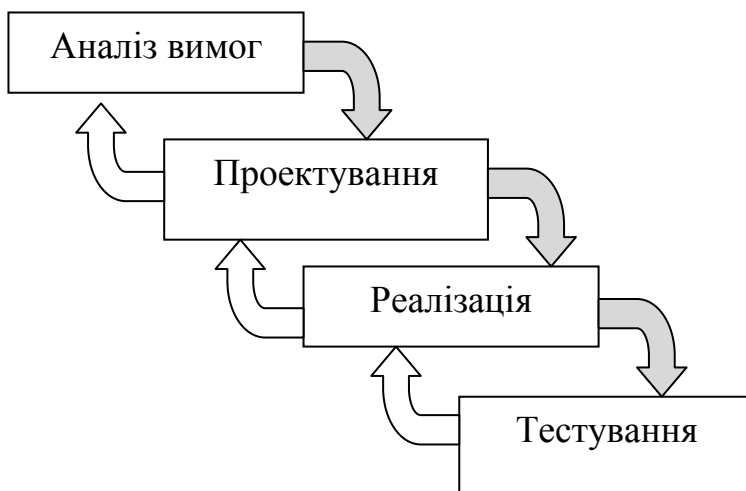 Аналіз вимог
Проектування
Реалізація
Тестування